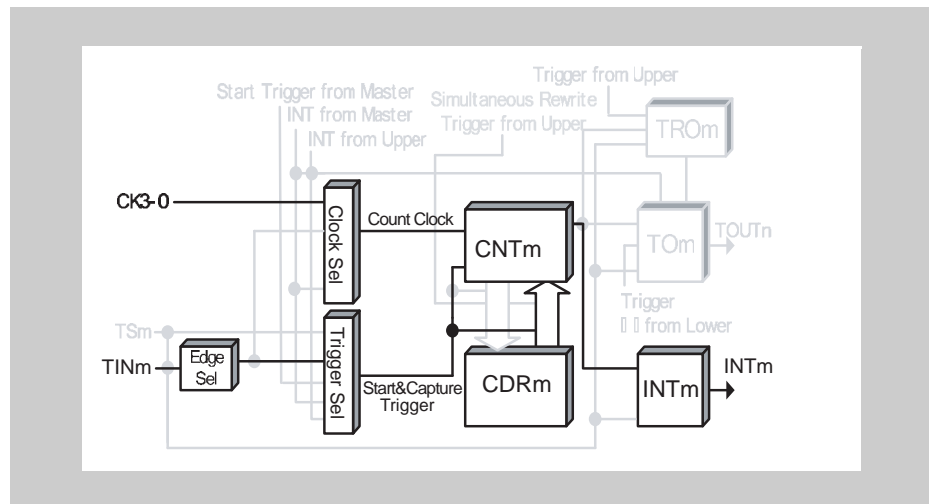 Trigger from Upper
Start Trigger from Master
Simultaneous Rewrite
INT from Master
Trigger from Upper
INT from Upper
TROm
CK3-0
Clock Sel
Count Clock
CNTm
TOm
TOUTn
Trigger
from Lower
TSm
TINm
Edge
Sel
Trigger Sel
Start&Capture
Trigger
CDRm
INTm
INTm